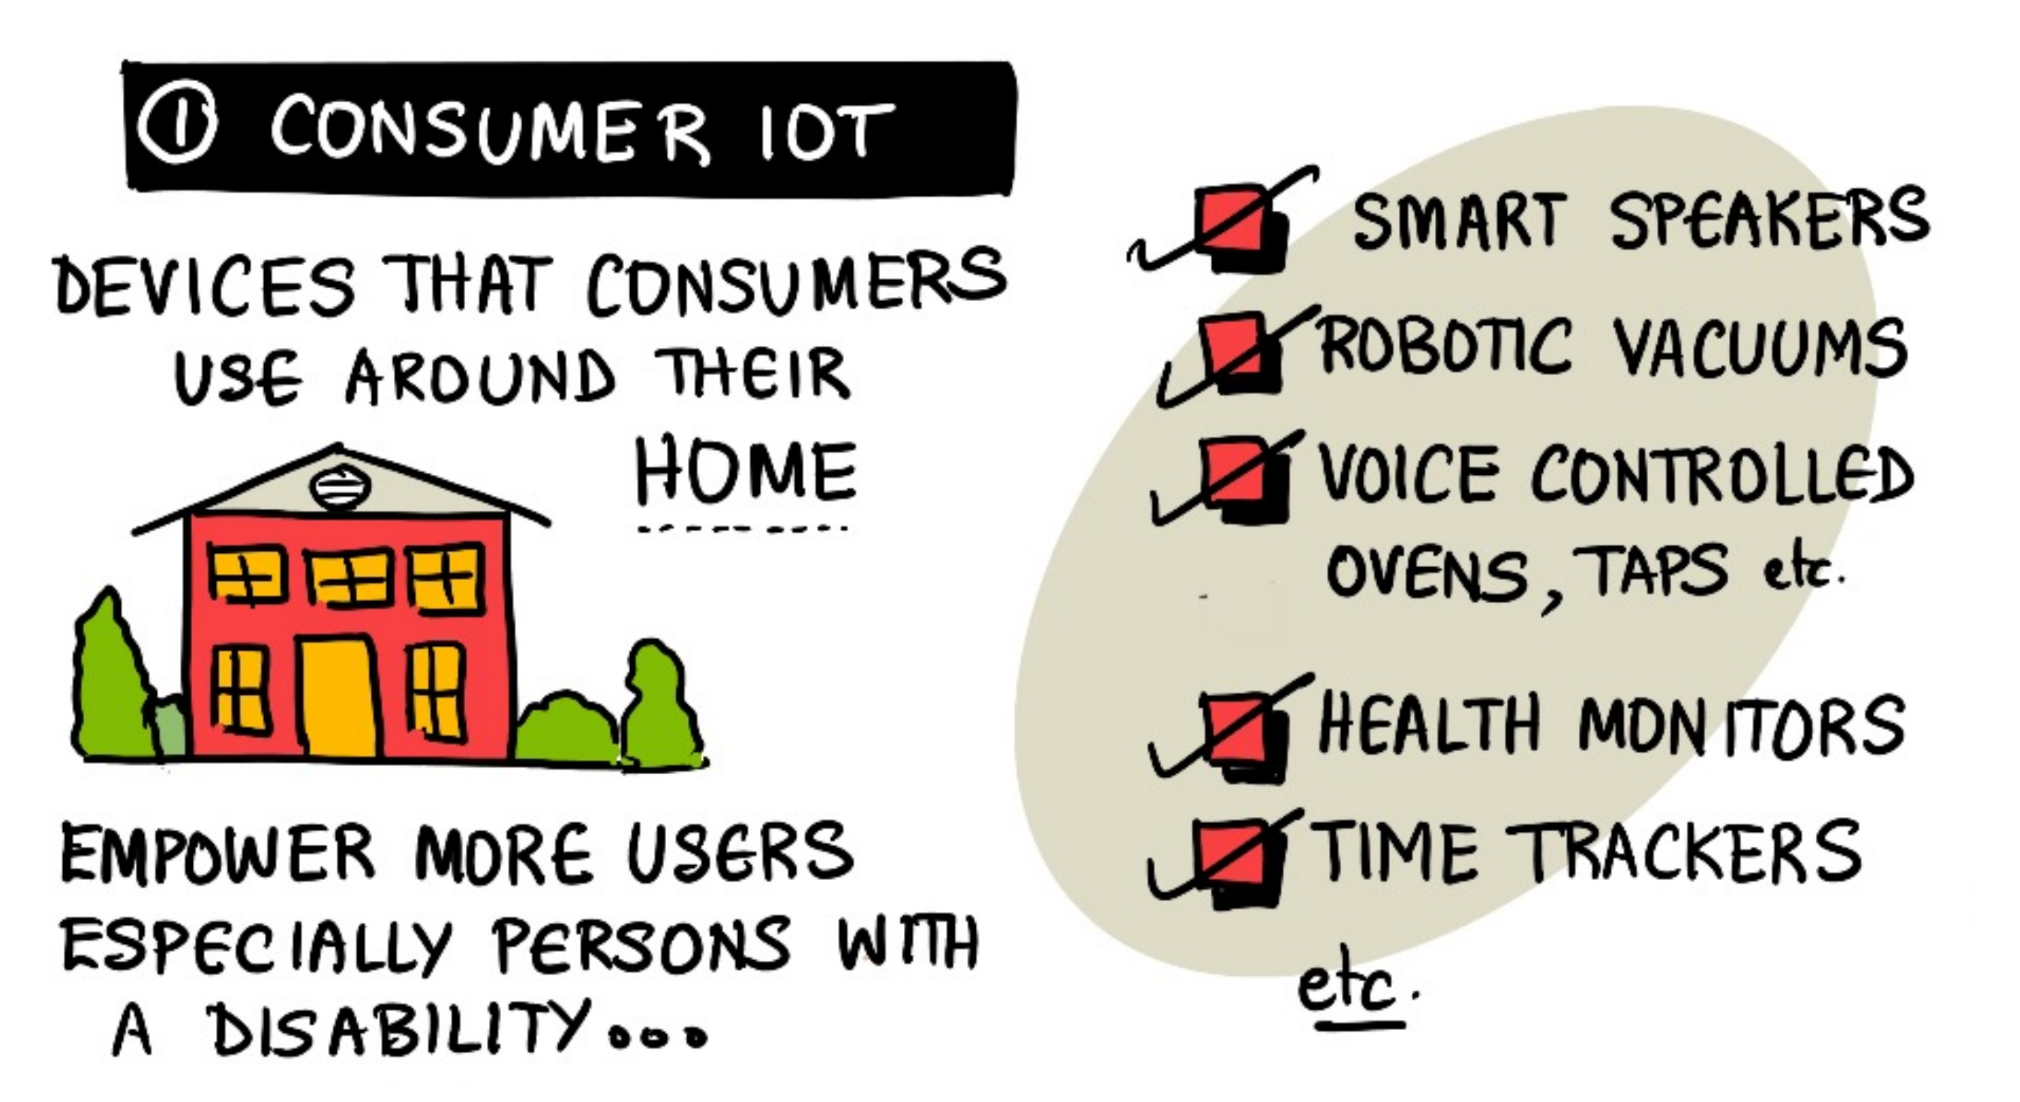 ① CONSUMER IOT
DEVICES THAT CONSUMERS
USE AROUND THEIR
HOME
EMPOWER MORE USERS
ESPECIALLY PERSONS WITH
A DISABILITY...
SMART SPEAKERS
ROBOTIC VACUUMS
VOICE CONTROLLED
OVENS, TAPS etc.
HEALTH MONITORS
TIME TRACKERS
etc.